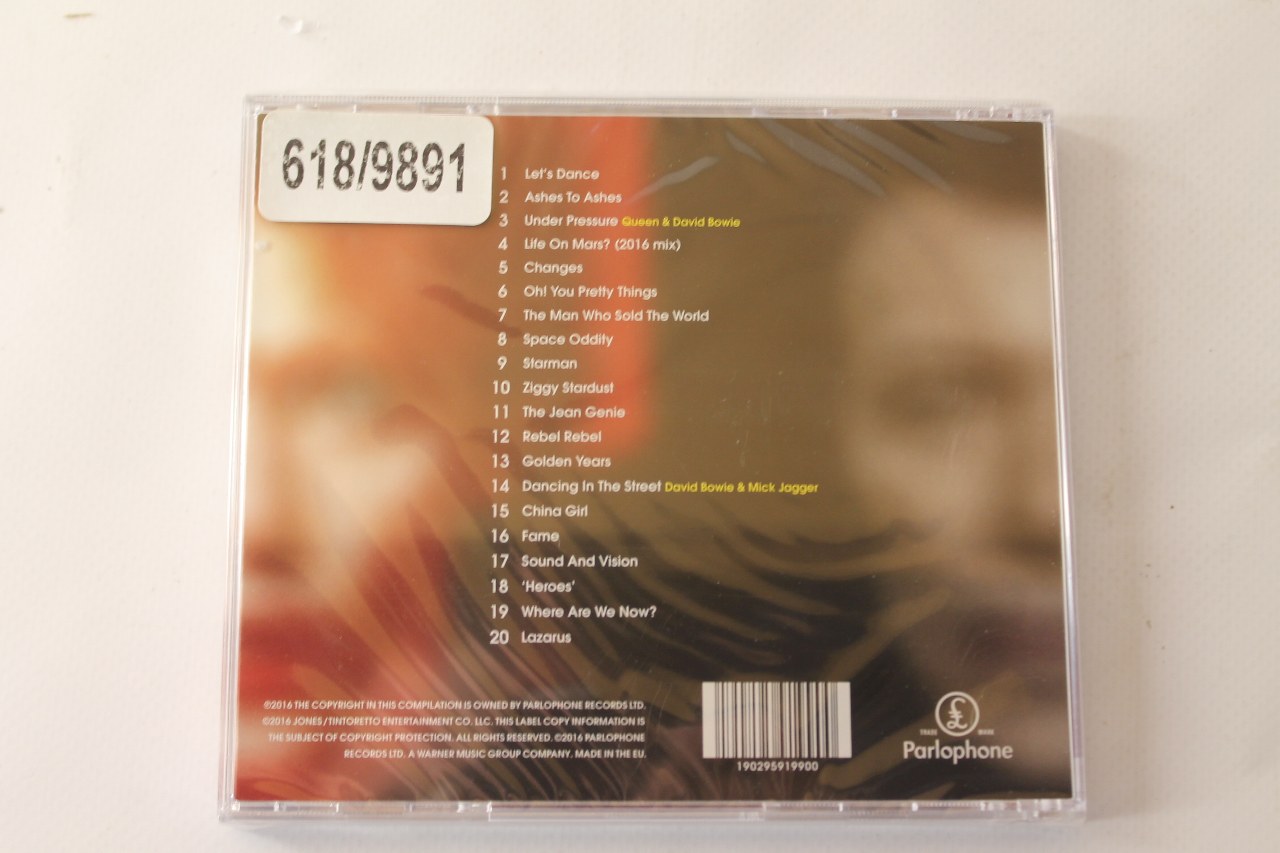 618/9891
1 Let's Dance
2 Ashes To Ashes
3 Under Pressure Queen & David Bowie
4 Life On Mars? (2016 mix)
5 Changes
6 Oh! You Pretty Things
7 The Man Who Sold The World
8 Space Oddity
9 Starman
10 Ziggy Stardust
11 The Jean Genie
12 Rebel Rebel
13 Golden Years
14 Dancing In The Street David Bowie & Mick Jagger
15 China Girl
16 Fame
17 Sound And Vision
18 'Heroes'
19 Where Are We Now?
20 Lazarus
℗2016 THE COPYRIGHT IN THIS COMPILATION IS OWNED BY PARLOPHONE RECORDS LTD.
©2016 JONES/TINTORETTO ENTERTAINMENT CO. LLC. THIS LABEL COPY INFORMATION IS
THE SUBJECT OF COPYRIGHT PROTECTION. ALL RIGHTS RESERVED. ©2016 PARLOPHONE
RECORDS LTD. A WARNER MUSIC GROUP COMPANY. MADE IN THE EU.
190295919900
£
TRADE MARK
Parlophone